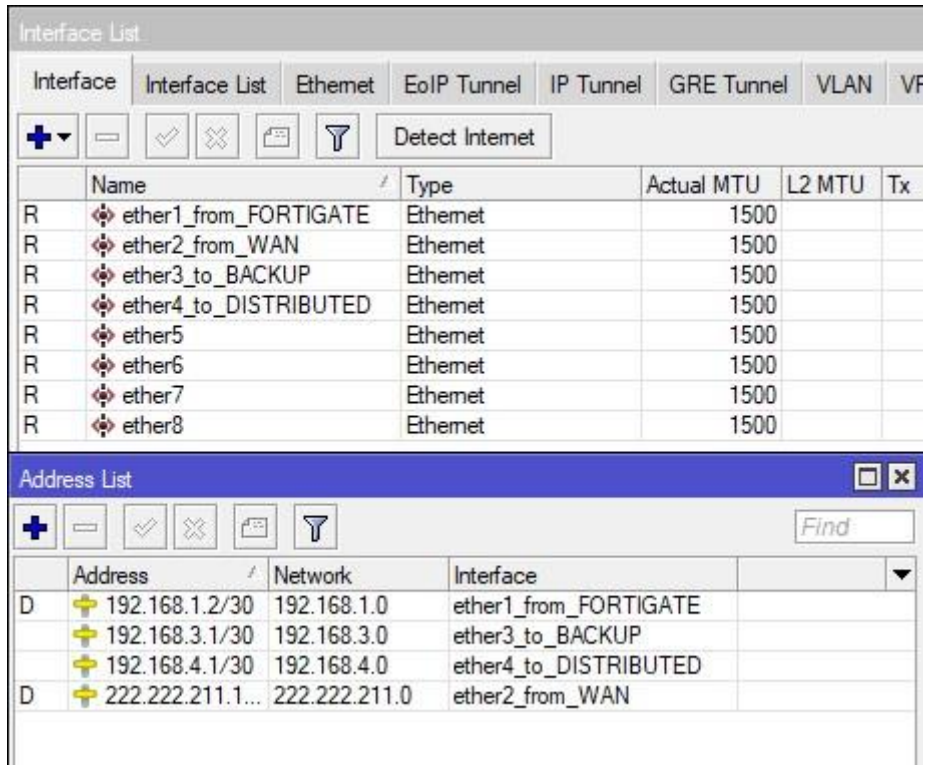 Interface List
Interface Interface List Ethernet EoIP Tunnel IP Tunnel GRE Tunnel VLAN
Detect Internet
Name Type Actual MTU L2 MTU Tx
R ether1_from_FORTIGATE Ethernet 1500
R ether2_from_WAN Ethernet 1500
R ether3_to_BACKUP Ethernet 1500
R ether4_to_DISTRIBUTED Ethernet 1500
R ether5 Ethernet 1500
R ether6 Ethernet 1500
R ether7 Ethernet 1500
R ether8 Ethernet 1500
Address List
Find
Address Network Interface
D 192.168.1.2/30 192.168.1.0 ether1_from_FORTIGATE
192.168.3.1/30 192.168.3.0 ether3_to_BACKUP
192.168.4.1/30 192.168.4.0 ether4_to_DISTRIBUTED
D 222.222.211.1... 222.222.211.0 ether2_from_WAN